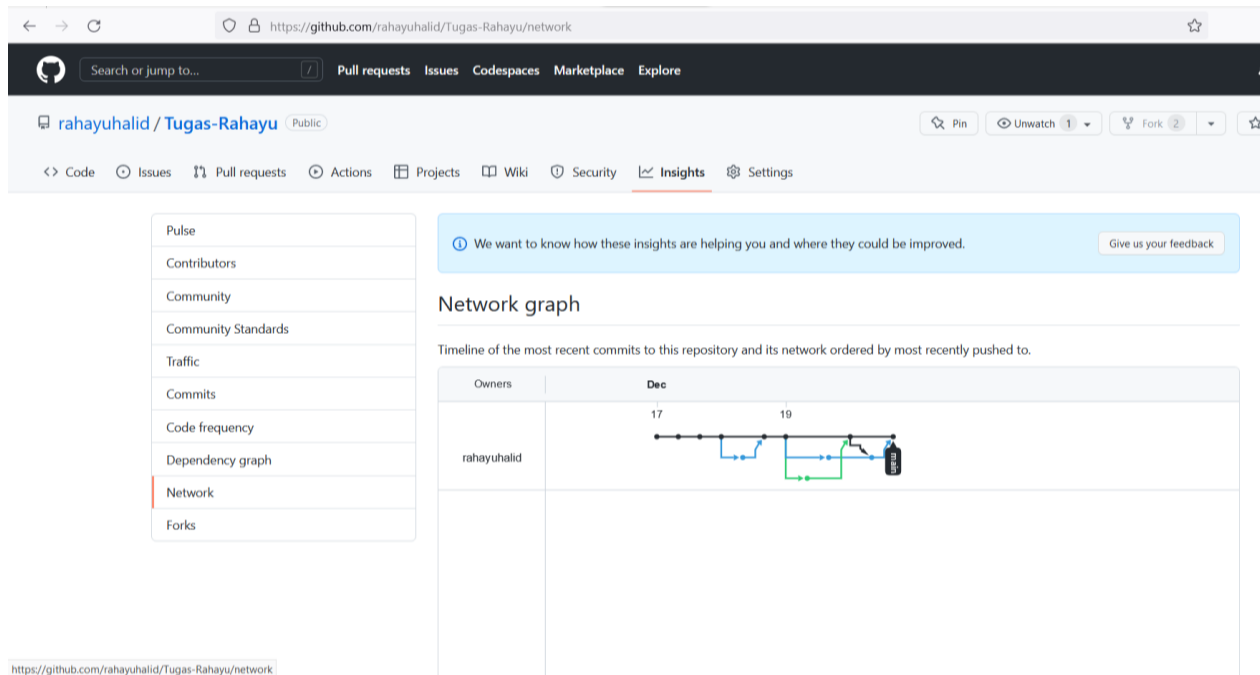 https://github.com/rahayuhalid/Tugas-Rahayu/network
Search or jump to... / Pull requests Issues Codespaces Marketplace Explore
rahayuhalid / Tugas-Rahayu Public Pin Unwatch 1 Fork 2
Code Issues Pull requests Actions Projects Wiki Security Insights Settings
Pulse
Contributors
Community
Community Standards
Traffic
Commits
Code frequency
Dependency graph
Network
Forks
We want to know how these insights are helping you and where they could be improved. Give us your feedback
Network graph
Timeline of the most recent commits to this repository and its network ordered by most recently pushed to.
Owners Dec
17 19
rahayuhalid
main
https://github.com/rahayuhalid/Tugas-Rahayu/network